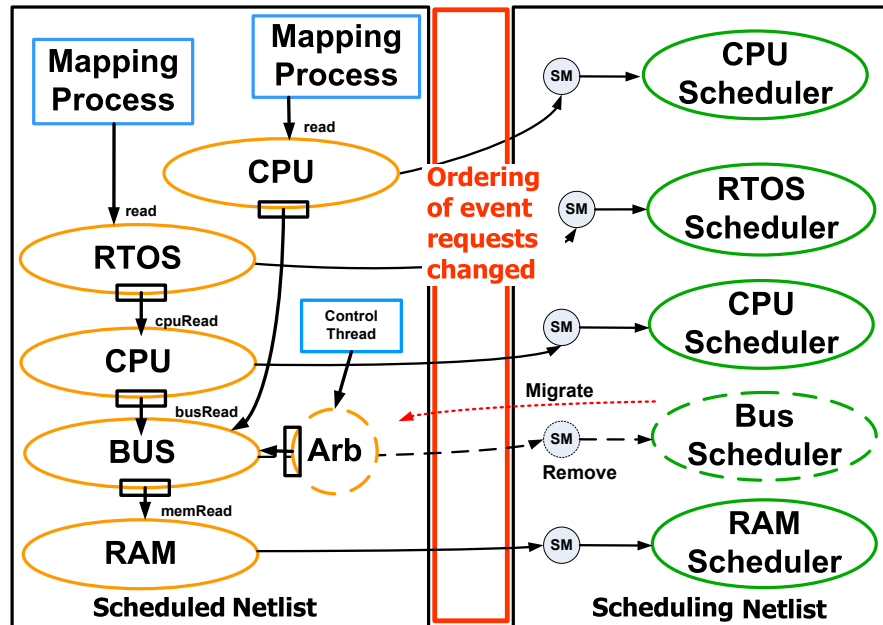 Mapping
Process
Mapping
Process
read
CPU
read
RTOS
cpuRead
CPU
Control
Thread
busRead
BUS
Arb
memRead
RAM
Scheduled Netlist
Ordering
of event
requests
changed
SM
CPU
Scheduler
SM
RTOS
Scheduler
SM
CPU
Scheduler
Migrate
SM
Remove
Bus
Scheduler
SM
RAM
Scheduler
Scheduling Netlist